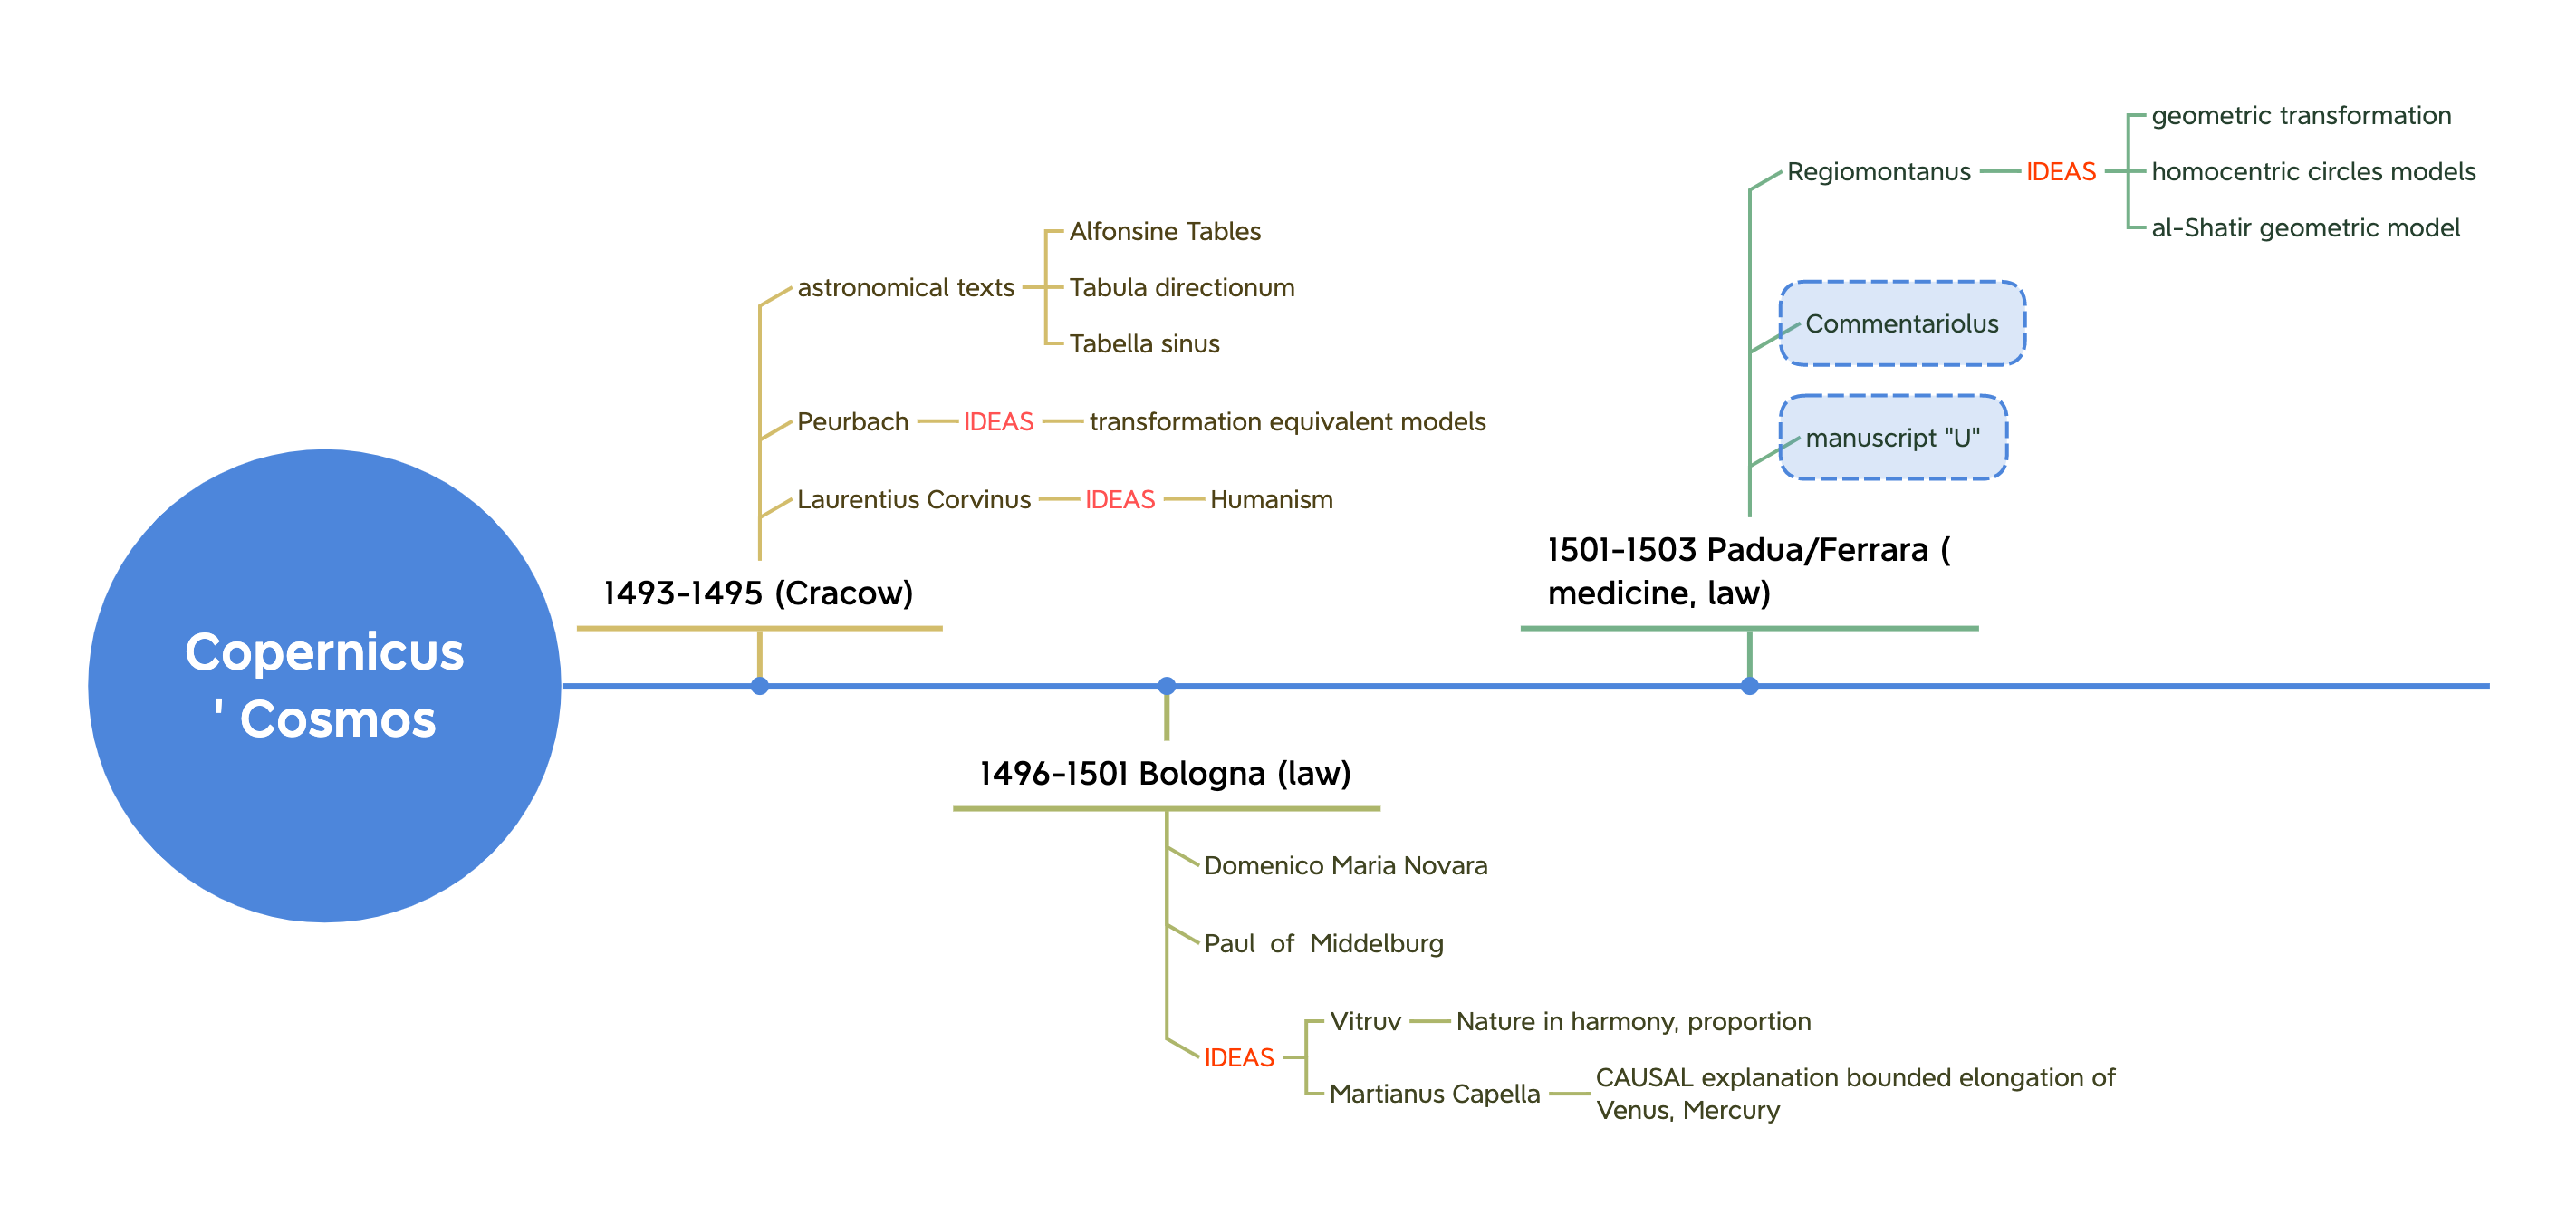 Copernicus
' Cosmos
1493-1495 (Cracow)
astronomical texts
Alfonsine Tables
Tabula directionum
Tabella sinus
Peurbach
IDEAS
transformation equivalent models
Laurentius Corvinus
IDEAS
Humanism
1496-1501 Bologna (law)
Domenico Maria Novara
Paul of Middelburg
IDEAS
Vitruv
Nature in harmony, proportion
Martianus Capella
CAUSAL explanation bounded elongation of
Venus, Mercury
1501-1503 Padua/Ferrara (
medicine, law)
Regiomontanus
IDEAS
geometric transformation
homocentric circles models
al-Shatir geometric model
Commentariolus
manuscript "U"